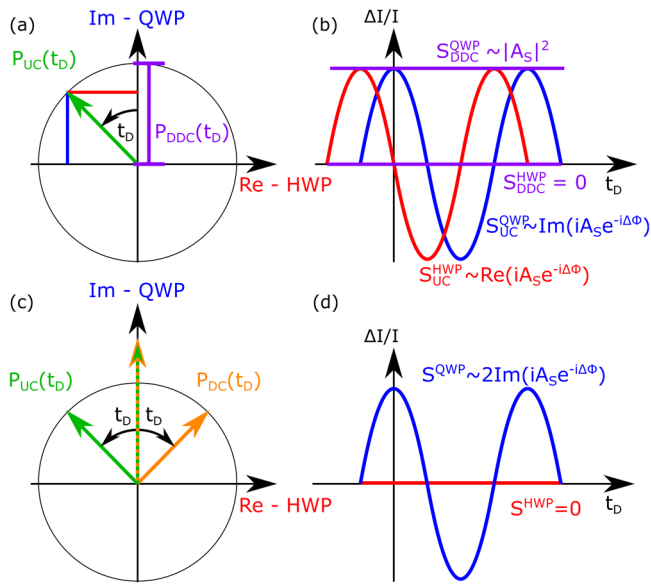 (a)
Im - QWP
P_UC(t_D)
t_D
P_DDC(t_D)
Re - HWP
(b)
ΔI/I
S_DDC^QWP ~|A_S|^2
t_D
S_DDC^HWP = 0
S_UC^QWP~Im(iA_Se^-iΔΦ)
S_UC^HWP~Re(iA_Se^-iΔΦ)
(c)
Im - QWP
P_UC(t_D)
P_DC(t_D)
t_D t_D
Re - HWP
(d)
ΔI/I
S^QWP~2Im(iA_Se^-iΔΦ)
t_D
S^HWP=0